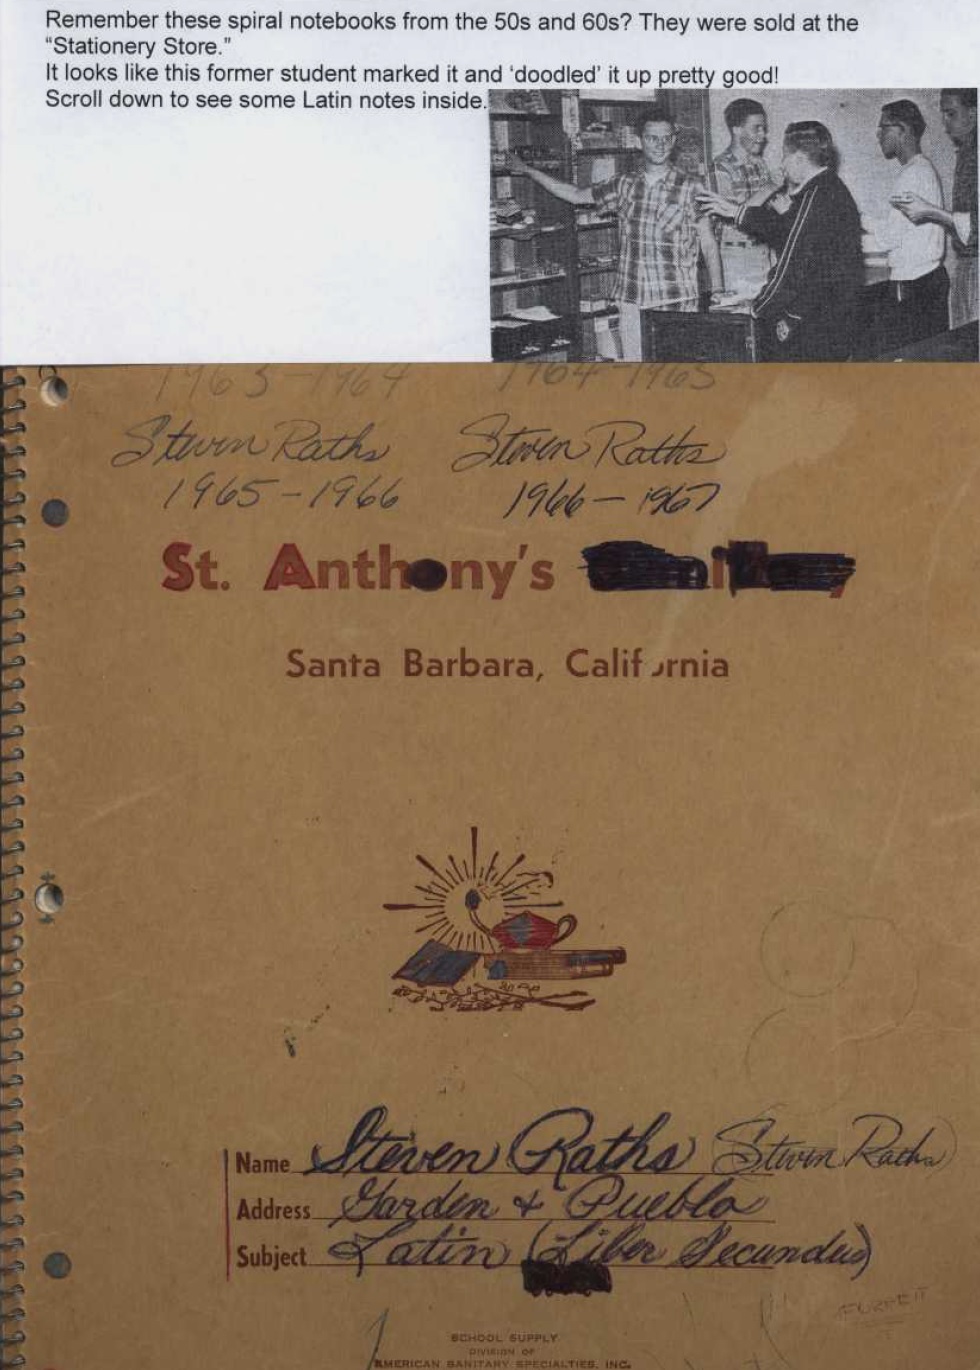 Remember these spiral notebooks from the 50s and 60s? They were sold at the
“Stationery Store.”
It looks like this former student marked it and ‘doodled’ it up pretty good!
Scroll down to see some Latin notes inside.
1963-1964 1964-1965
Steven Raths Steven Raths
1965-1966 1966-1967
St. Anthony's
Santa Barbara, California
Name Steven Raths Steven Raths
Address Garden & Pueblo
Subject Latin (Liber Secundus)
SCHOOL SUPPLY
DIVISION OF
AMERICAN SANITARY SPECIALTIES, INC.